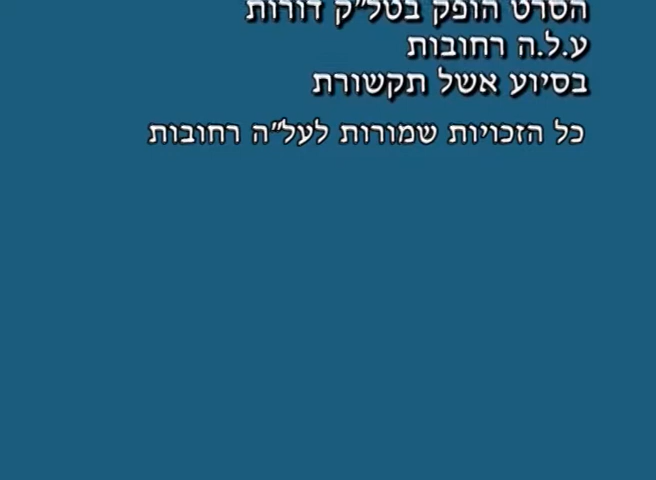 הסרט הופק בטל"ק דורות
ע.ל.ה רחובות
בסיוע אשל תקשורת
כל הזכויות שמורות לעל"ה רחובות